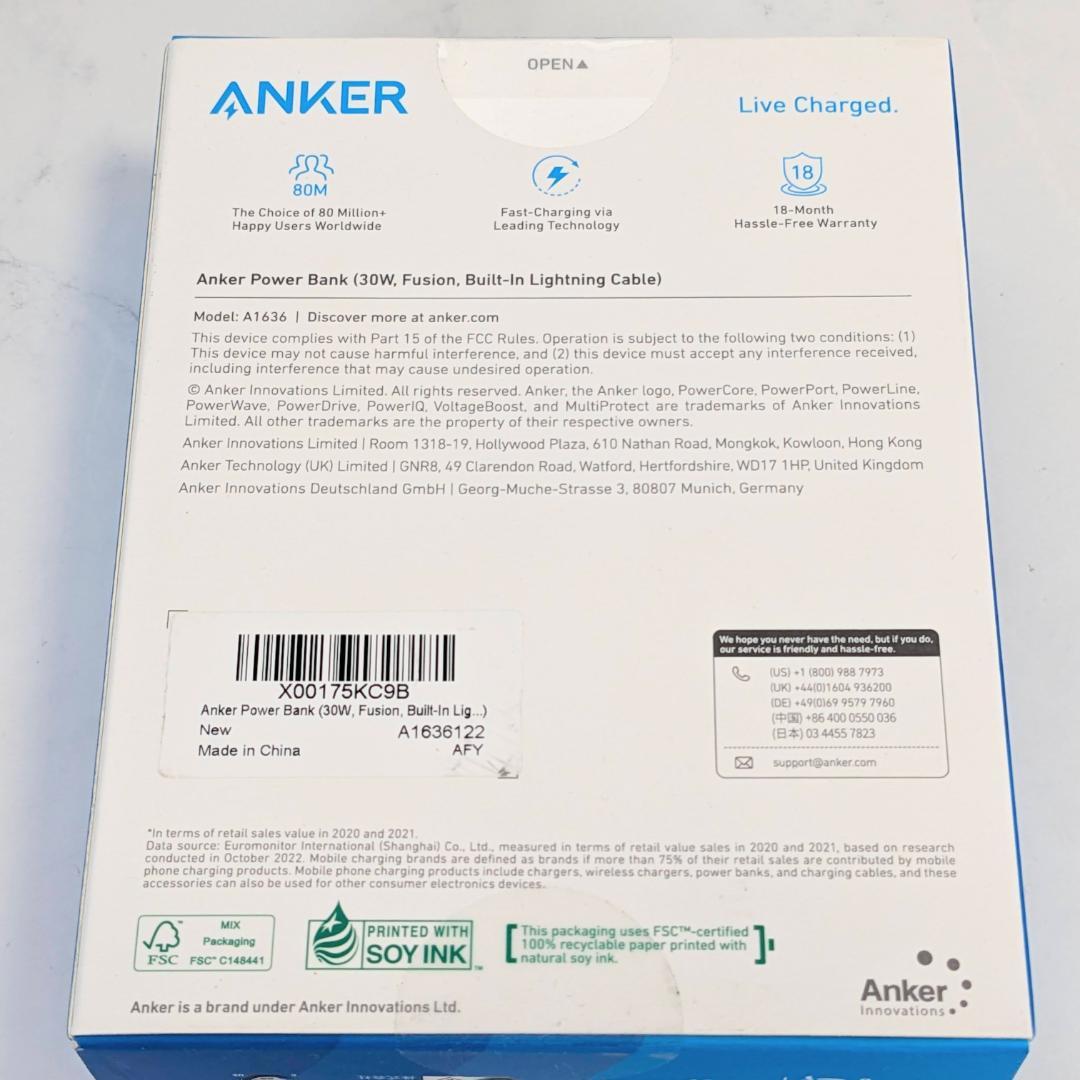 OPEN▲
ANKER
Live Charged.
80M
18
The Choice of 80 Million+
Happy Users Worldwide
Fast-Charging via
Leading Technology
18-Month
Hassle-Free Warranty
Anker Power Bank (30W, Fusion, Built-In Lightning Cable)
Model: A1636 | Discover more at anker.com
This device complies with Part 15 of the FCC Rules. Operation is subject to the following two conditions: (1)
This device may not cause harmful interference, and (2) this device must accept any interference received,
including interference that may cause undesired operation.
© Anker Innovations Limited. All rights reserved. Anker, the Anker logo, PowerCore, PowerPort, PowerLine,
PowerWave, PowerDrive, PowerIQ, VoltageBoost, and MultiProtect are trademarks of Anker Innovations
Limited. All other trademarks are the property of their respective owners.
Anker Innovations Limited | Room 1318-19, Hollywood Plaza, 610 Nathan Road, Mongkok, Kowloon, Hong Kong
Anker Technology (UK) Limited | GNR8, 49 Clarendon Road, Watford, Hertfordshire, WD17 1HP, United Kingdom
Anker Innovations Deutschland GmbH | Georg-Muche-Strasse 3, 80807 Munich, Germany
X00175KC9B
Anker Power Bank (30W, Fusion, Built-In Lig...)
New A1636122
Made in China AFY
We hope you never have the need, but if you do,
our service is friendly and hassle-free.
(US) +1 (800) 988 7973
(UK) +44(0)1604 936200
(DE) +49(0)69 9579 7960
(中国) +86 400 0550 036
(日本) 03 4455 7823
support@anker.com
*In terms of retail sales value in 2020 and 2021.
Data source: Euromonitor International (Shanghai) Co., Ltd., measured in terms of retail value sales in 2020 and 2021, based on research
conducted in October 2022. Mobile charging brands are defined as brands if more than 75% of their retail sales are contributed by mobile
phone charging products. Mobile phone charging products include chargers, wireless chargers, power banks, and charging cables, and these
accessories can also be used for other consumer electronics devices.
FSC™
MIX
Packaging
FSC™ C148441
PRINTED WITH
SOY INK™
This packaging uses FSC™-certified
100% recyclable paper printed with
natural soy ink.
Anker is a brand under Anker Innovations Ltd.
Anker
Innovations